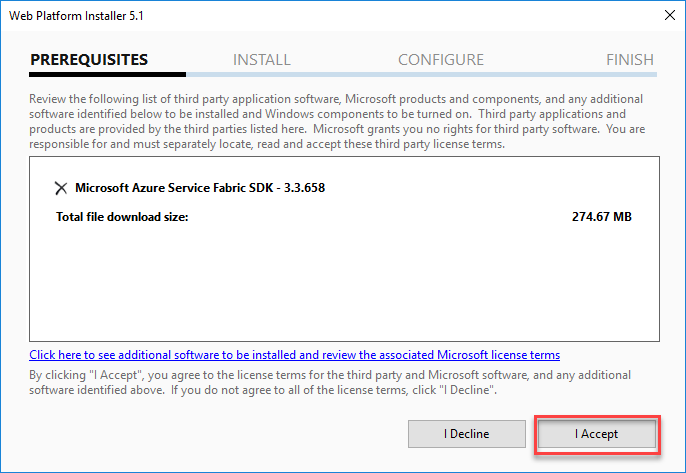 Web Platform Installer 5.1
PREREQUISITES INSTALL CONFIGURE FINISH
Review the following list of third party application software, Microsoft products and components, and any additional
software identified below to be installed and Windows components to be turned on.  Third party applications and
products are provided by the third parties listed here.  Microsoft grants you no rights for third party software.  You are
responsible for and must separately locate, read and accept these third party license terms.
Microsoft Azure Service Fabric SDK - 3.3.658
Total file download size: 274.67 MB
Click here to see additional software to be installed and review the associated Microsoft license terms
By clicking "I Accept", you agree to the license terms for the third party and Microsoft software, and any additional
software identified above.  If you do not agree to all of the license terms, click "I Decline".
I Decline I Accept